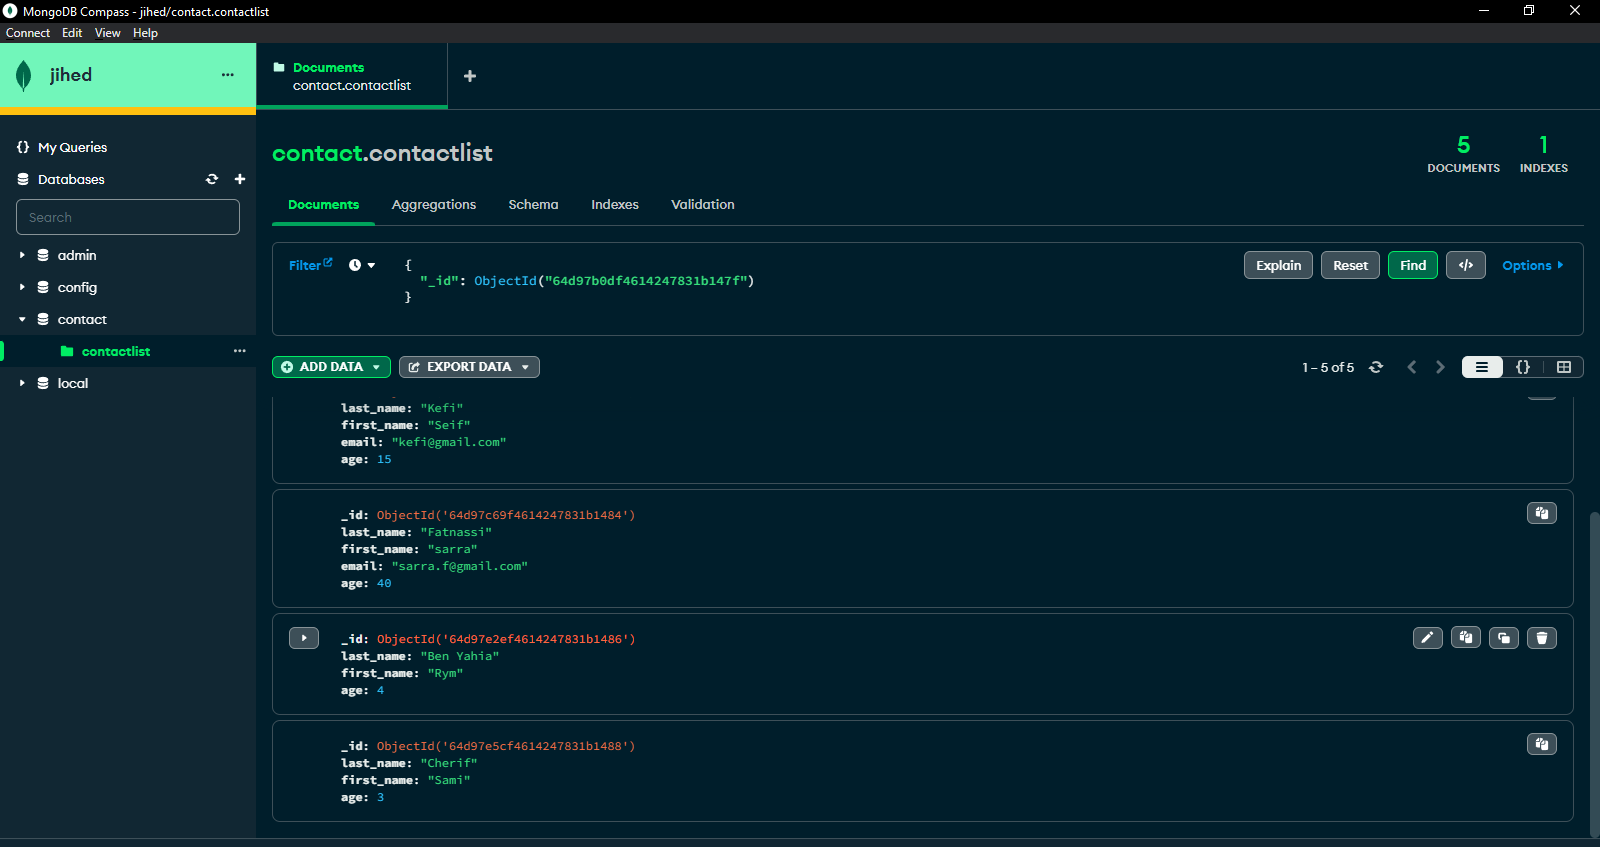 MongoDB Compass - jihed/contact.contactlist
Connect Edit View Help
jihed ...
Documents
contact.contactlist
+
{} My Queries
Databases
Search
admin
config
contact
contactlist ...
local
contact.contactlist
5
DOCUMENTS
1
INDEXES
Documents Aggregations Schema Indexes Validation
Filter
{
"_id": ObjectId("64d97b0df4614247831b147f")
}
Explain Reset Find </> Options
ADD DATA EXPORT DATA
1 – 5 of 5
{}
last_name: "Kefi"
first_name: "Seif"
email: "kefi@gmail.com"
age: 15
_id: ObjectId('64d97c69f4614247831b1484')
last_name: "Fatnassi"
first_name: "sarra"
email: "sarra.f@gmail.com"
age: 40
_id: ObjectId('64d97e2ef4614247831b1486')
last_name: "Ben Yahia"
first_name: "Rym"
age: 4
_id: ObjectId('64d97e5cf4614247831b1488')
last_name: "Cherif"
first_name: "Sami"
age: 3